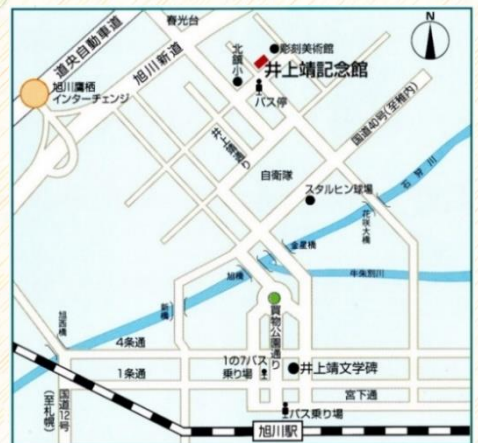 春光台
N
道央自動車道
旭川新道
北鎮小
彫刻美術館
井上靖記念館
バス停
旭川鷹栖
インターチェンジ
国道40号(至稚内)
井上靖通り
自衛隊
石狩川
スタルヒン球場
花咲大橋
金星橋
旭橋
牛朱別川
新橋
買物公園通り
旭西橋
4条通
1の7バス
乗り場
井上靖文学碑
1条通
宮下通
国道12号
(至札幌)
バス乗り場
旭川駅